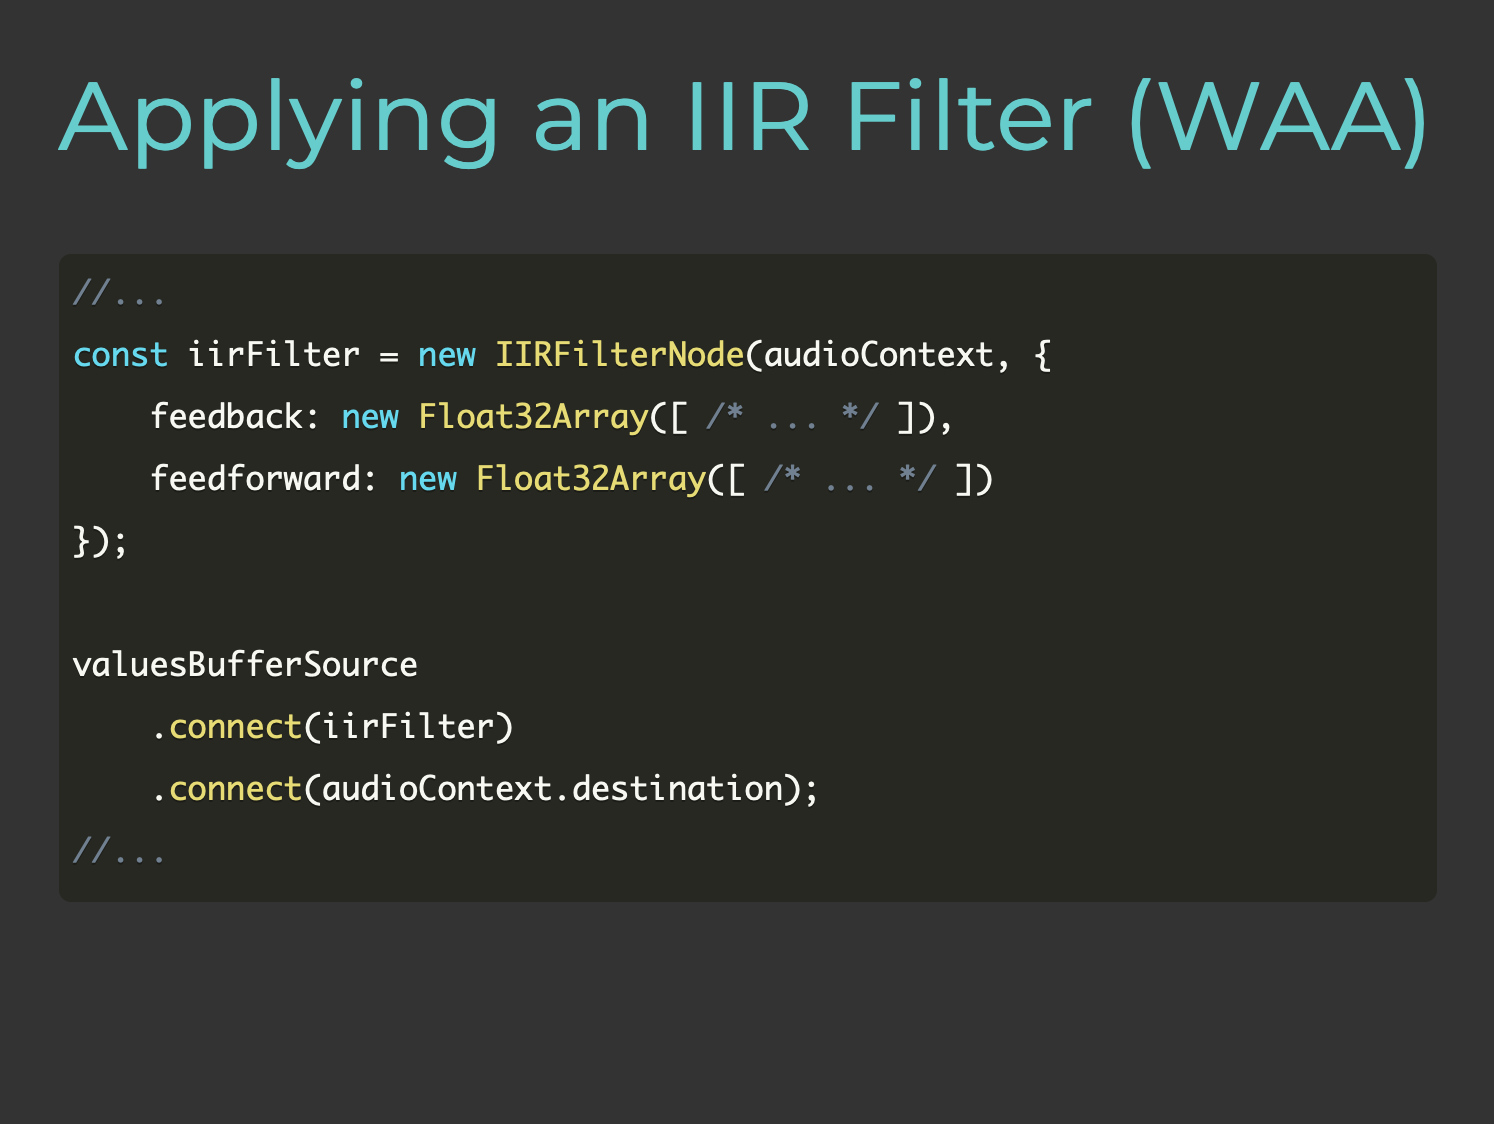 Applying an IIR Filter (WAA)
//...
const iirFilter = new IIRFilterNode(audioContext, {
    feedback: new Float32Array([ /* ... */ ]),
    feedforward: new Float32Array([ /* ... */ ])
});
valuesBufferSource
    .connect(iirFilter)
    .connect(audioContext.destination);
//...